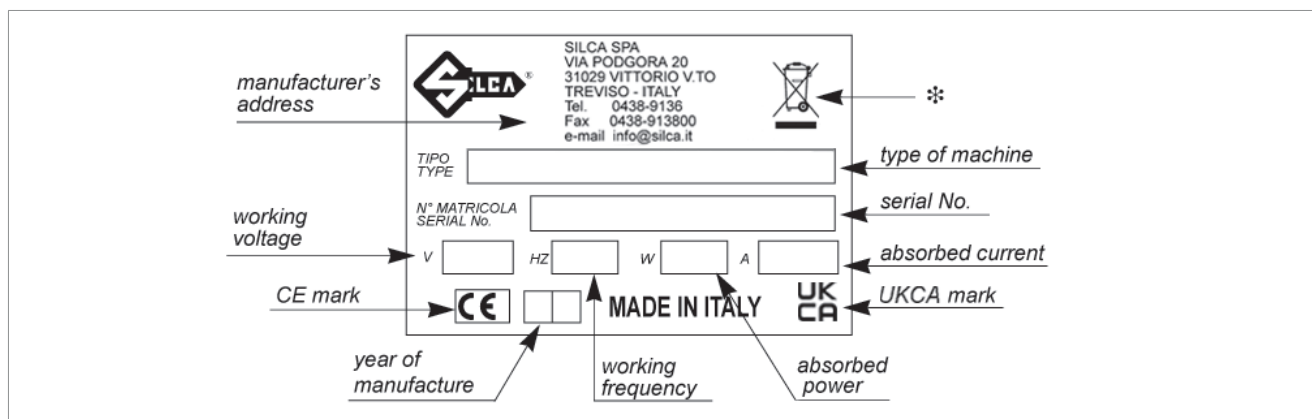 SILCA SPA
VIA PODGORA 20
31029 VITTORIO V.TO
TREVISO - ITALY
Tel. 0438-9136
Fax 0438-913800
e-mail info@silca.it
SILCA®
manufacturer's
address
*
TIPO
TYPE
type of machine
N° MATRICOLA
SERIAL No.
serial No.
working
voltage
V HZ W A
absorbed current
CE mark
CE MADE IN ITALY UK
CA
UKCA mark
year of
manufacture
working
frequency
absorbed
power